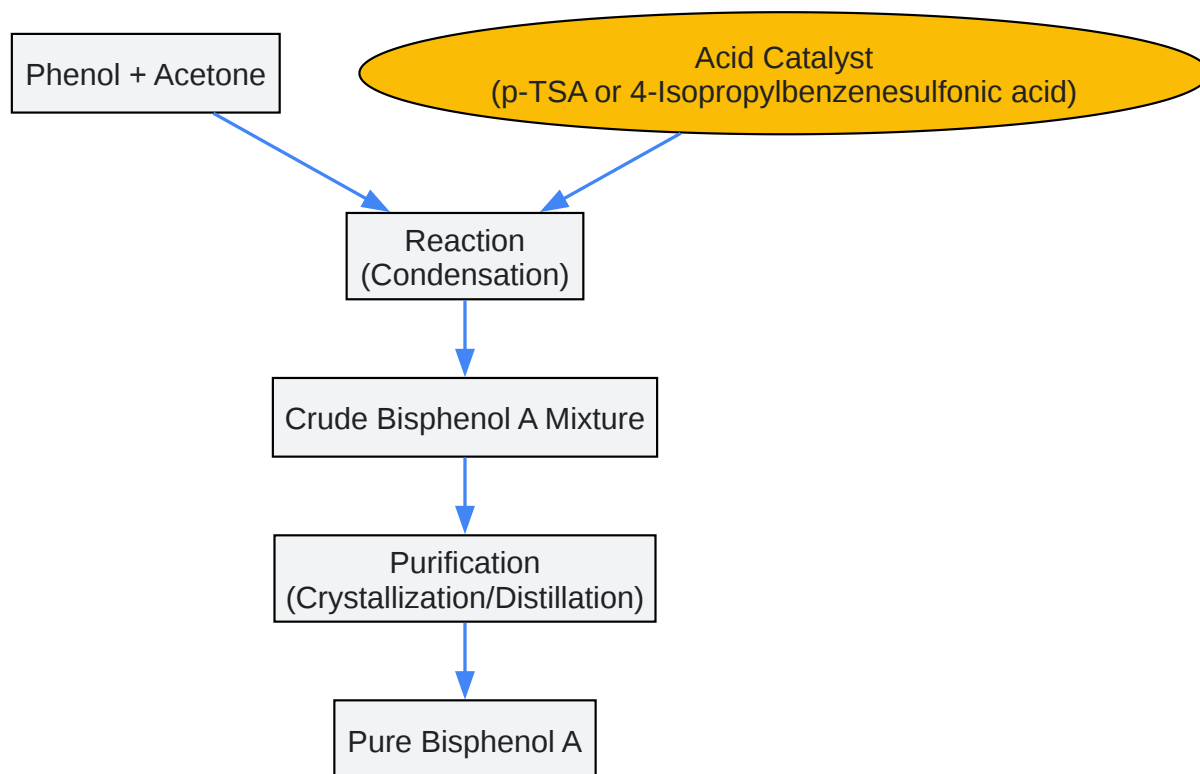 Phenol + Acetone
Acid Catalyst
(p-TSA or 4-Isopropylbenzenesulfonic acid)
Reaction
(Condensation)
Crude Bisphenol A Mixture
Purification
(Crystallization/Distillation)
Pure Bisphenol A